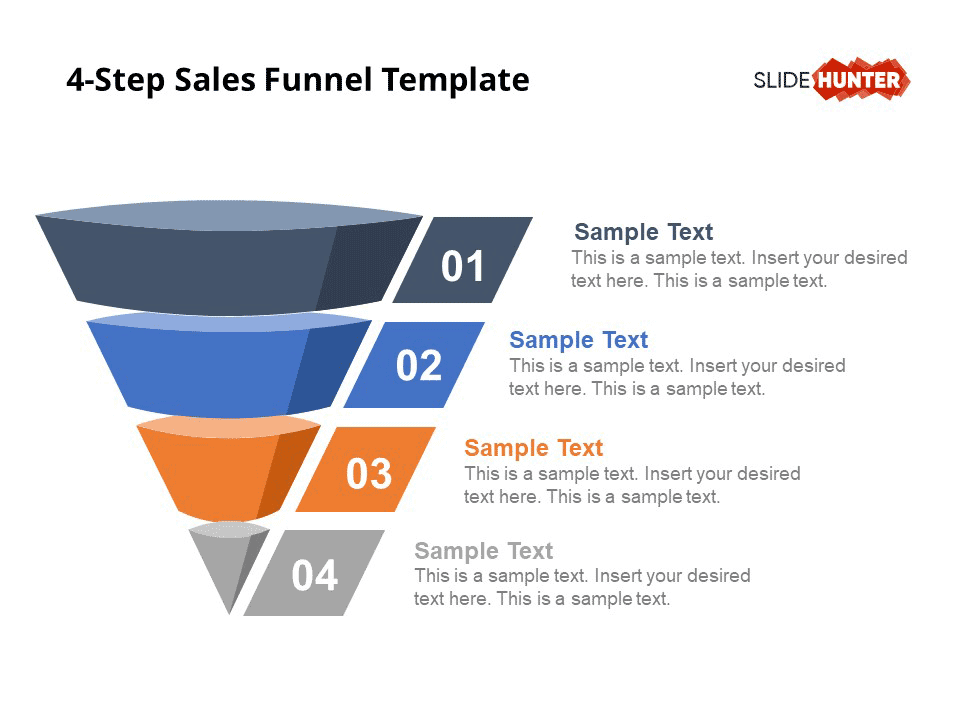 4-Step Sales Funnel Template
SLIDEHUNTER
01
Sample Text
This is a sample text. Insert your desired
text here. This is a sample text.
02
Sample Text
This is a sample text. Insert your desired
text here. This is a sample text.
03
Sample Text
This is a sample text. Insert your desired
text here. This is a sample text.
04
Sample Text
This is a sample text. Insert your desired
text here. This is a sample text.